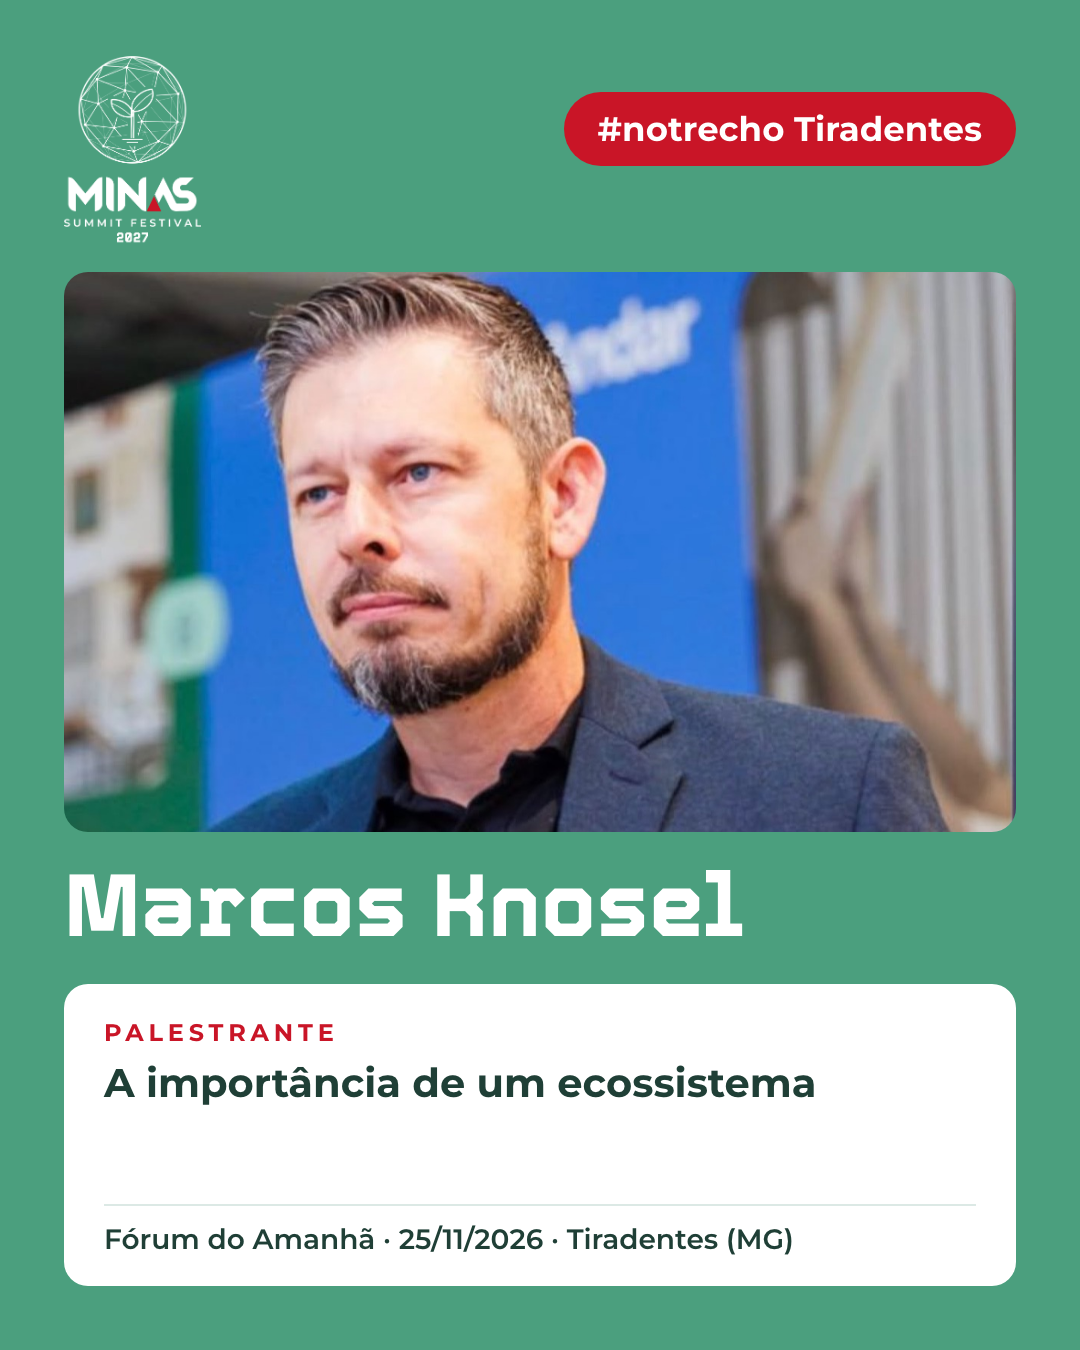 MINAS
SUMMIT FESTIVAL
2027
#notrecho Tiradentes
Marcos Knosel
PALESTRANTE
A importância de um ecossistema
Fórum do Amanhã · 25/11/2026 · Tiradentes (MG)